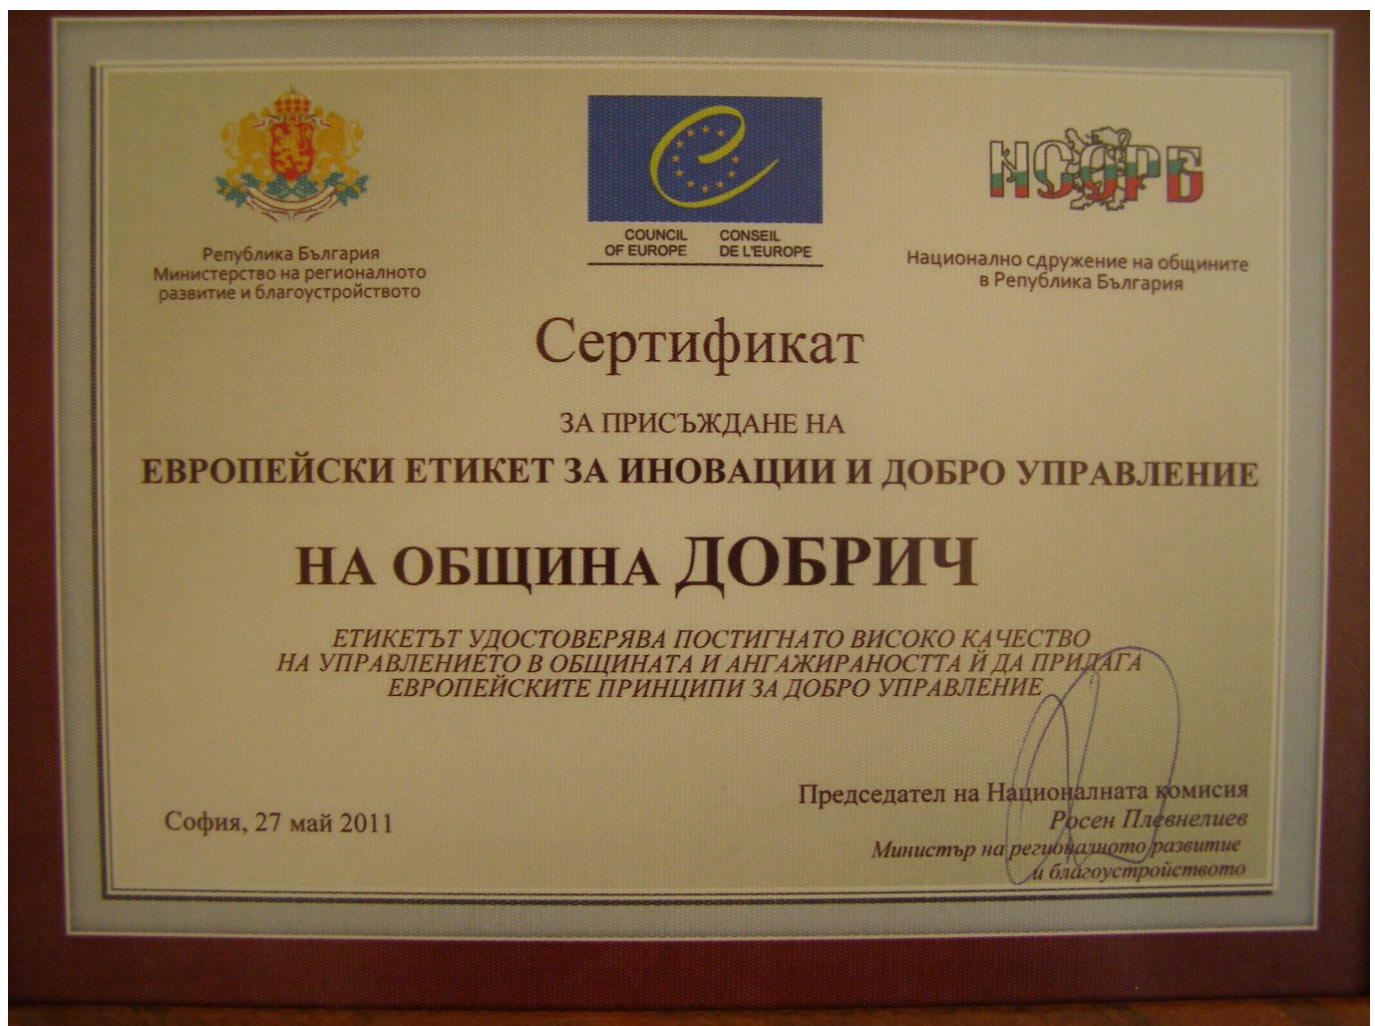 НСОРБ
COUNCIL OF EUROPE
CONSEIL DE L'EUROPE
Република България
Министерство на регионалното
развитие и благоустройството
Национално сдружение на общините
в Република България
Сертификат
ЗА ПРИСЪЖДАНЕ НА
ЕВРОПЕЙСКИ ЕТИКЕТ ЗА ИНОВАЦИИ И ДОБРО УПРАВЛЕНИЕ
НА ОБЩИНА ДОБРИЧ
ЕТИКЕТЪТ УДОСТОВЕРЯВА ПОСТИГНАТО ВИСОКО КАЧЕСТВО
НА УПРАВЛЕНИЕТО В ОБЩИНАТА И АНГАЖИРАНОСТТА Й ДА ПРИЛАГА
ЕВРОПЕЙСКИТЕ ПРИНЦИПИ ЗА ДОБРО УПРАВЛЕНИЕ
Председател на Националната комисия
София, 27 май 2011
Росен Плевнелиев
Министър на регионалното развитие
и благоустройството